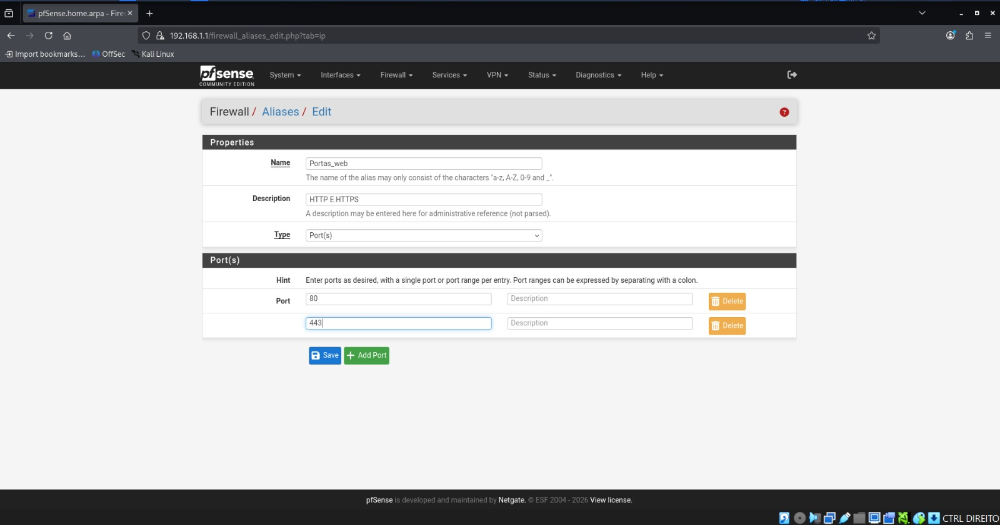 pfSense.home.arpa - Fire
192.168.1.1/firewall_aliases_edit.php?tab=ip
Import bookmarks... OffSec Kali Linux
pfsense
COMMUNITY EDITION
System Interfaces Firewall Services VPN Status Diagnostics Help
Firewall / Aliases / Edit
Properties
Name Portas_web
The name of the alias may only consist of the characters "a-z, A-Z, 0-9 and _".
Description HTTP E HTTPS
A description may be entered here for administrative reference (not parsed).
Type Port(s)
Port(s)
Hint Enter ports as desired, with a single port or port range per entry. Port ranges can be expressed by separating with a colon.
Port 80 Description Delete
443 Description Delete
Save Add Port
pfSense is developed and maintained by Netgate. © ESF 2004 - 2026 View license.
CTRL DIREITO